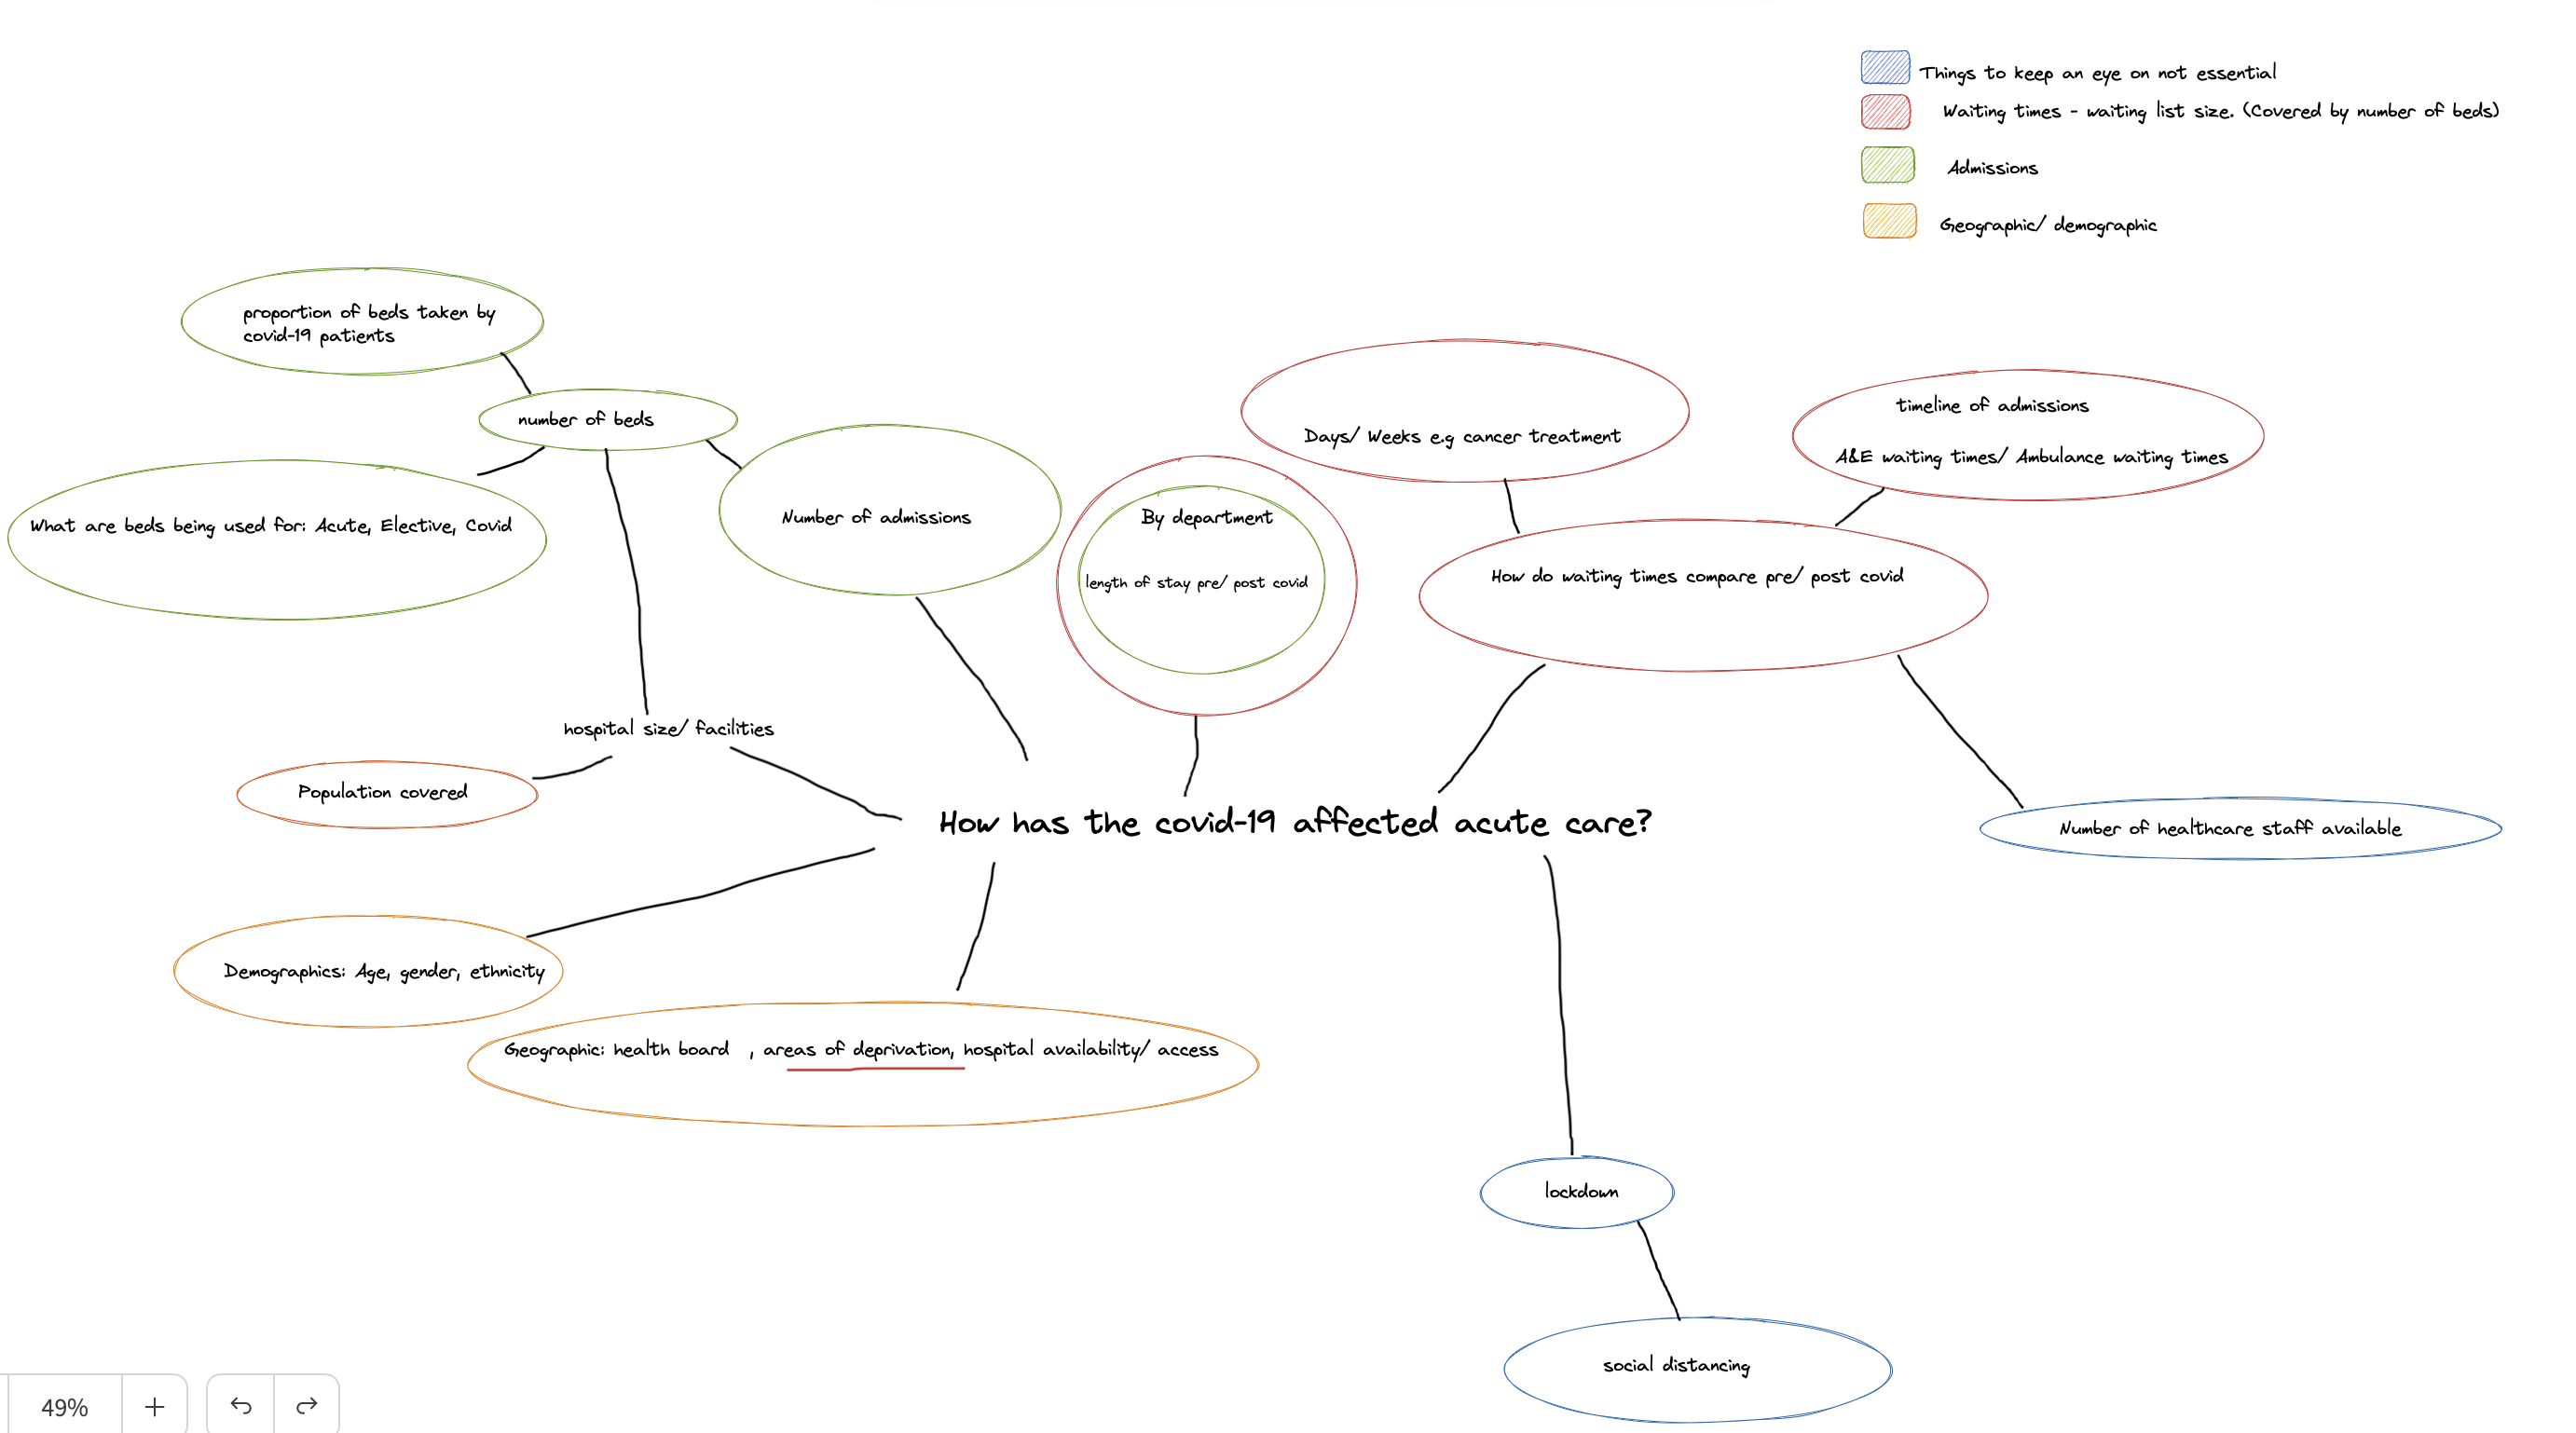 Things to keep an eye on not essential
Waiting times - waiting list size. (Covered by number of beds)
Admissions
Geographic/ demographic
proportion of beds taken by
covid-19 patients
number of beds
What are beds being used for: Acute, Elective, Covid
Number of admissions
By department
length of stay pre/ post covid
Days/ Weeks e.g cancer treatment
timeline of admissions
A&E waiting times/ Ambulance waiting times
How do waiting times compare pre/ post covid
hospital size/ facilities
Population covered
How has the covid-19 affected acute care?
Number of healthcare staff available
Demographics: Age, gender, ethnicity
Geographic: health board , areas of deprivation, hospital availability/ access
lockdown
social distancing
49%